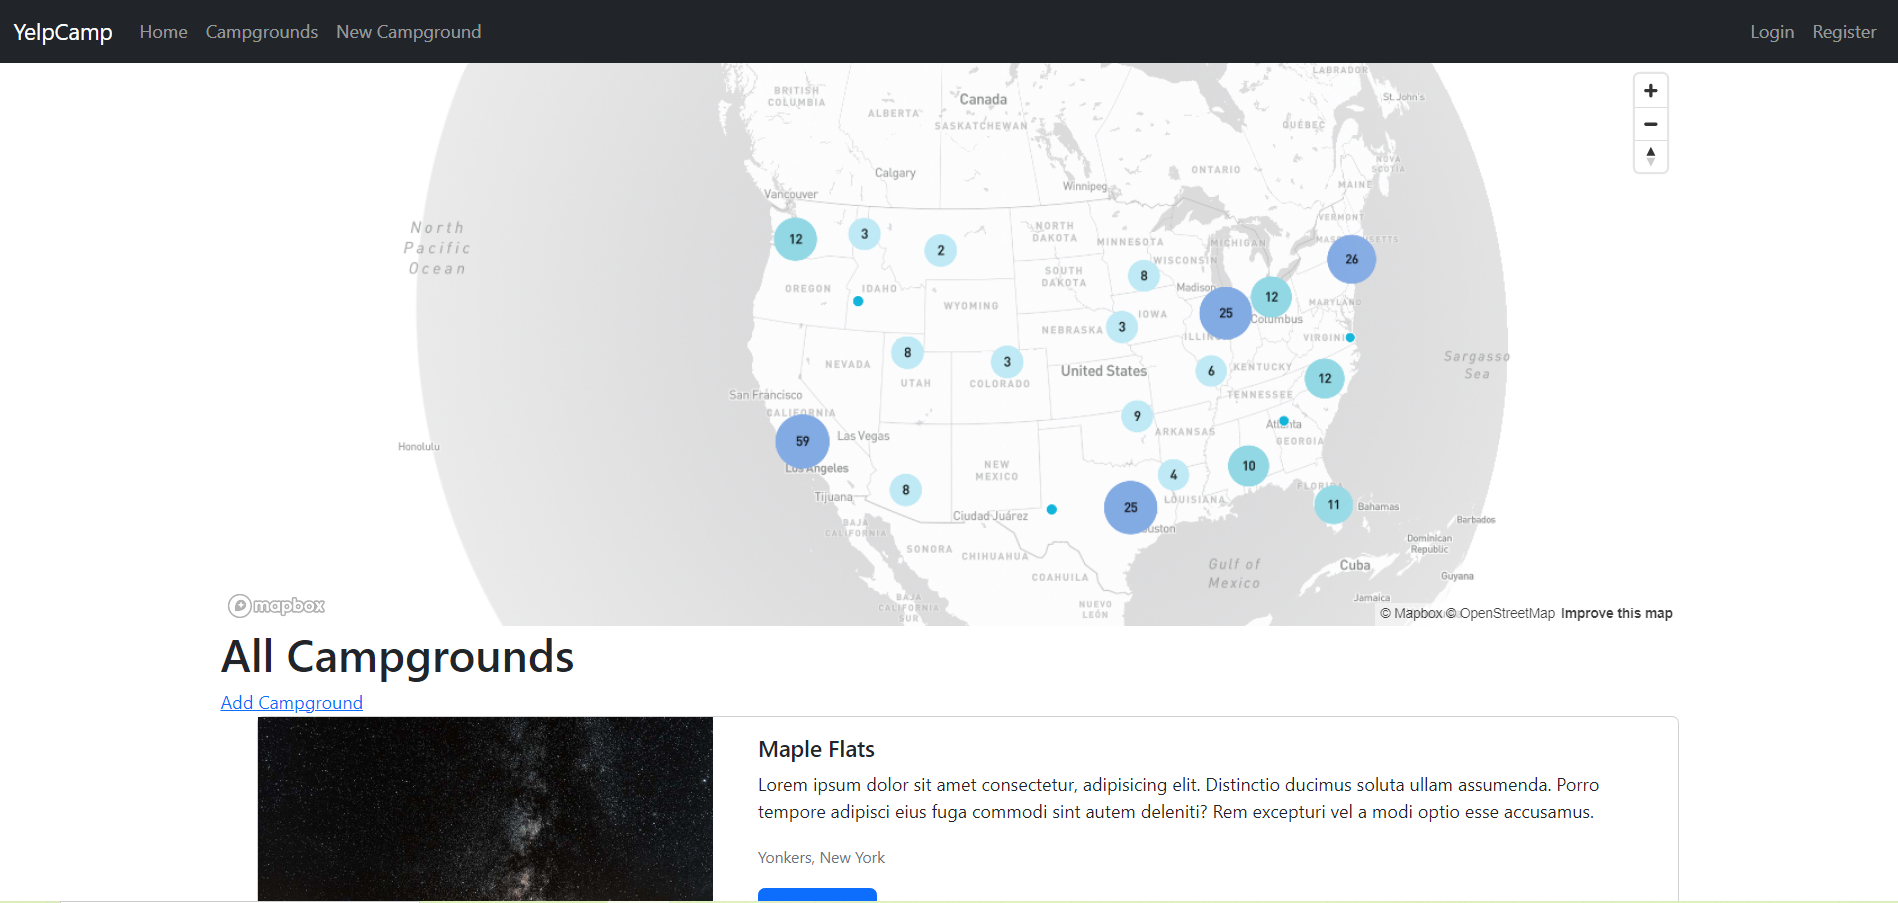 YelpCamp Home Campgrounds New Campground Login Register
LABRADOR
BRITISH
COLUMBIA
Canada
St. John's
ALBERTA
SASKATCHEWAN
QUÉBEC
NOVA
SCOTIA
Calgary
ONTARIO
Winnipeg
MAINE
Vancouver
VERMONT
North
Pacific
Ocean
NORTH
DAKOTA
MINNESOTA
MICHIGAN
12
3
2
26
WISCONSIN
SOUTH
DAKOTA
8
OREGON
IDAHO
Madison
12
WYOMING
MARYLAND
25
Columbus
IOWA
NEBRASKA
3
VIRGINI
8
3
NEVADA
UTAH
COLORADO
United States
6
KENTUCKY
Sargasso
Sea
12
San Francisco
TENNESSEE
CALIFORNIA
9
ARKANSAS
Atlanta
GEORGIA
59
Las Vegas
Honolulu
Los Angeles
NEW
MEXICO
10
4
8
Tijuana
LOUISIANA
FLORID
11
Bahamas
25
Ciudad Juárez
uston
Barbados
BAJA
CALIFORNIA
SONORA
CHIHUAHUA
Dominican
Republic
Gulf of
Mexico
Cuba
COAHUILA
Guyana
BAJA
CALIFORNIA
SUR
NUEVO
LEÓN
Jamaica
mapbox
© Mapbox © OpenStreetMap Improve this map
All Campgrounds
Add Campground
Maple Flats
Lorem ipsum dolor sit amet consectetur, adipisicing elit. Distinctio ducimus soluta ullam assumenda. Porro
tempore adipisci eius fuga commodi sint autem deleniti? Rem excepturi vel a modi optio esse accusamus.
Yonkers, New York